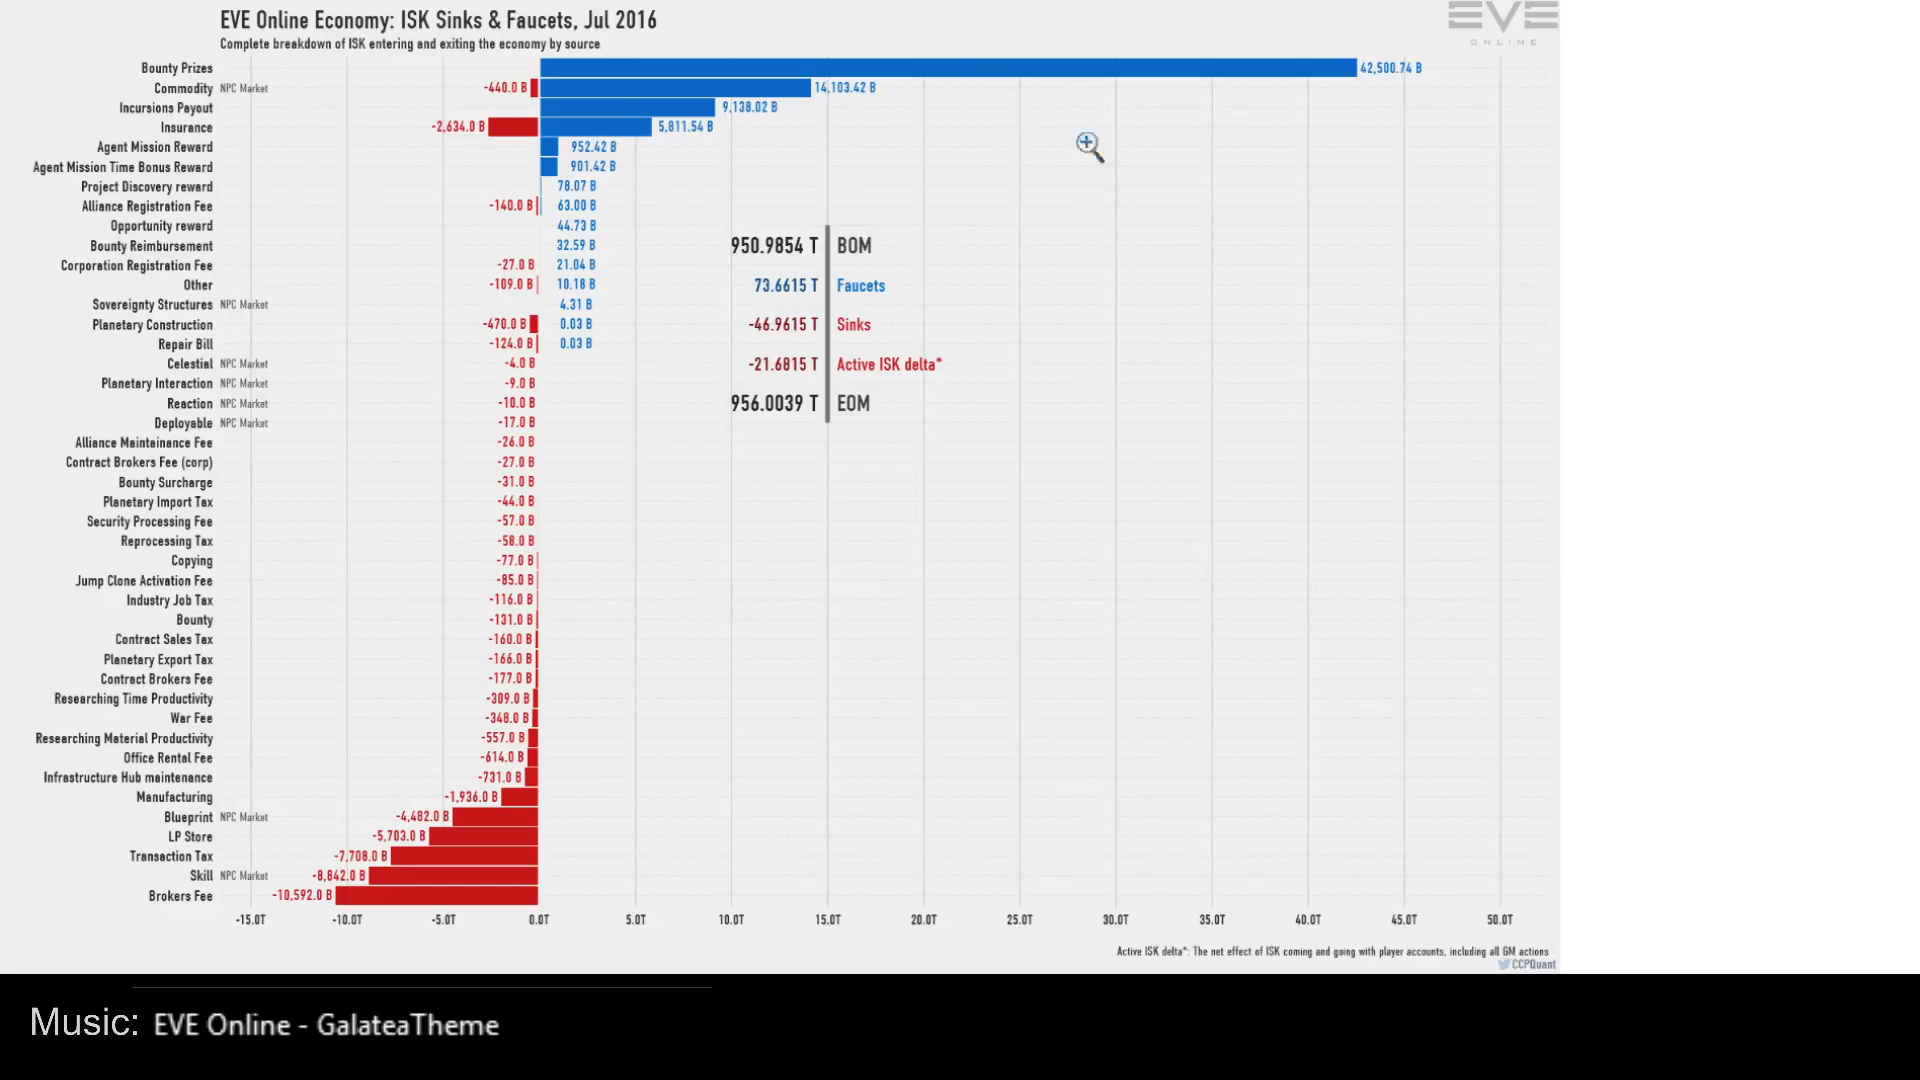 EVE Online Economy: ISK Sinks & Faucets, Jul 2016
Complete breakdown of ISK entering and exiting the economy by source
EVE
ONLINE
Bounty Prizes 42,500.74 B
Commodity NPC Market -440.0 B 14,103.42 B
Incursions Payout 9,138.02 B
Insurance -2,634.0 B 5,811.54 B
Agent Mission Reward 952.42 B
Agent Mission Time Bonus Reward 901.42 B
Project Discovery reward 78.07 B
Alliance Registration Fee -140.0 B 63.00 B
Opportunity reward 44.73 B
Bounty Reimbursement 32.59 B
Corporation Registration Fee -27.0 B 21.04 B
Other -109.0 B 10.18 B
Sovereignty Structures NPC Market 4.31 B
Planetary Construction -470.0 B 0.03 B
Repair Bill -124.0 B 0.03 B
Celestial NPC Market -4.0 B
Planetary Interaction NPC Market -9.0 B
Reaction NPC Market -10.0 B
Deployable NPC Market -17.0 B
Alliance Maintainance Fee -26.0 B
Contract Brokers Fee (corp) -27.0 B
Bounty Surcharge -31.0 B
Planetary Import Tax -44.0 B
Security Processing Fee -57.0 B
Reprocessing Tax -58.0 B
Copying -77.0 B
Jump Clone Activation Fee -85.0 B
Industry Job Tax -116.0 B
Bounty -131.0 B
Contract Sales Tax -160.0 B
Planetary Export Tax -166.0 B
Contract Brokers Fee -177.0 B
Researching Time Productivity -309.0 B
War Fee -348.0 B
Researching Material Productivity -557.0 B
Office Rental Fee -614.0 B
Infrastructure Hub maintenance -731.0 B
Manufacturing -1,936.0 B
Blueprint NPC Market -4,482.0 B
LP Store -5,703.0 B
Transaction Tax -7,708.0 B
Skill NPC Market -8,842.0 B
Brokers Fee -10,592.0 B
950.9854 T BOM
73.6615 T Faucets
-46.9615 T Sinks
-21.6815 T Active ISK delta*
956.0039 T EOM
-15.0T -10.0T -5.0T 0.0T 5.0T 10.0T 15.0T 20.0T 25.0T 30.0T 35.0T 40.0T 45.0T 50.0T
Active ISK delta*: The net effect of ISK coming and going with player accounts, including all GM actions
CCPQuant
Music: EVE Online - GalateaTheme